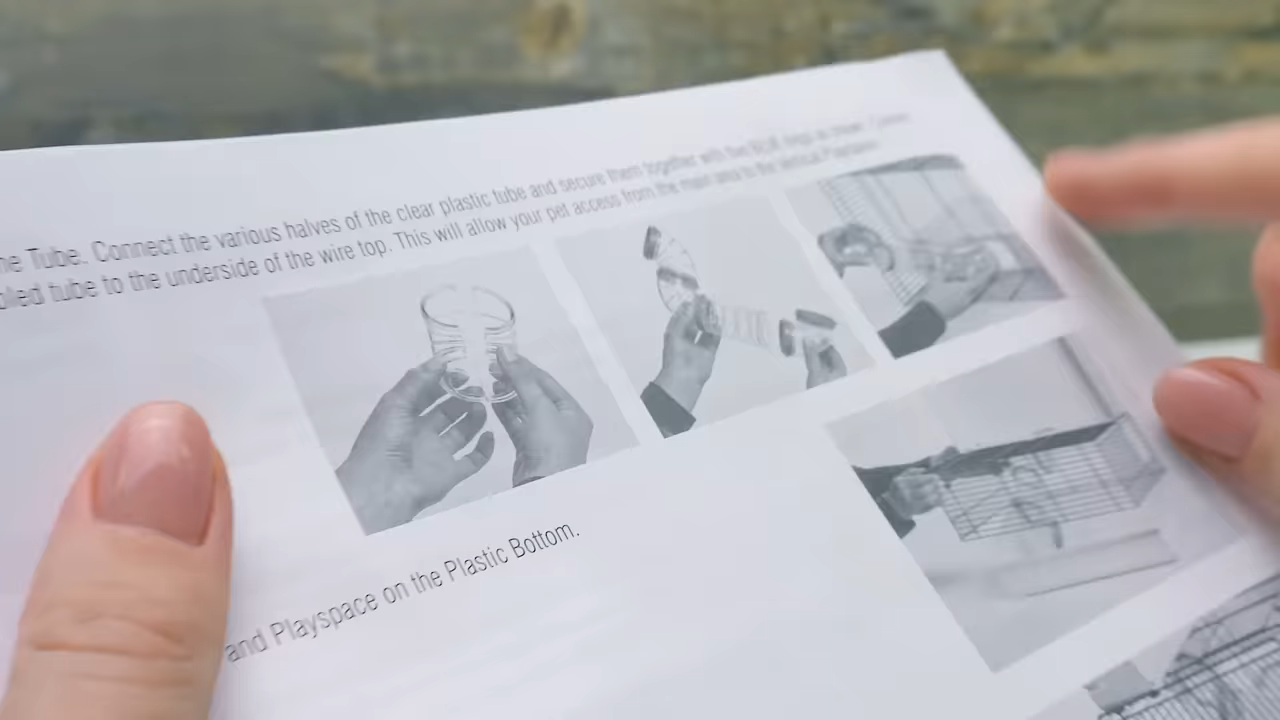 he Tube. Connect the various halves of the clear plastic tube and secure them together with the
bled tube to the underside of the wire top. This will allow your pet access from the main area to the Vertical
and Playspace on the Plastic Bottom.